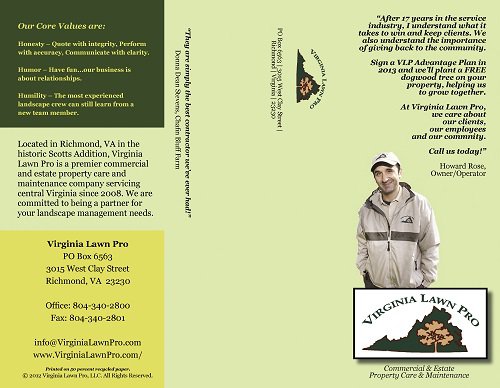 Our Core Values are:
Honesty – Quote with integrity, Perform
with accuracy, Communicate with clarity.
Humor – Have fun...our business is
about relationships.
Humility – The most experienced
landscape crew can still learn from a
new team member.
Located in Richmond, VA in the
historic Scotts Addition, Virginia
Lawn Pro is a premier commercial
and estate property care and
maintenance company servicing
central Virginia since 2008. We are
committed to being a partner for
your landscape management needs.
Virginia Lawn Pro
PO Box 6563
3015 West Clay Street
Richmond, VA 23230
Office: 804-340-2800
Fax: 804-340-2801
info@VirginiaLawnPro.com
www.VirginiaLawnPro.com/
Printed on 50 percent recycled paper.
© 2012 Virginia Lawn Pro, LLC. All Rights Reserved.
"They are simply the best contractor we've ever had!"
Donna Dean Stevens, Chafin Bluff Farm
PO Box 6563 | 3015 West Clay Street |
Richmond | Virginia | 23230
VIRGINIA LAWN PRO
"After 17 years in the service
industry, I understand what it
takes to win and keep clients. We
also understand the importance
of giving back to the community.
Sign a VLP Advantage Plan in
2013 and we'll plant a FREE
dogwood tree on your
property, helping us
to grow together.
At Virginia Lawn Pro,
we care about
our clients,
our employees
and our commnity.
Call us today!"
Howard Rose,
Owner/Operator
VIRGINIA LAWN PRO
Commercial & Estate
Property Care & Maintenance